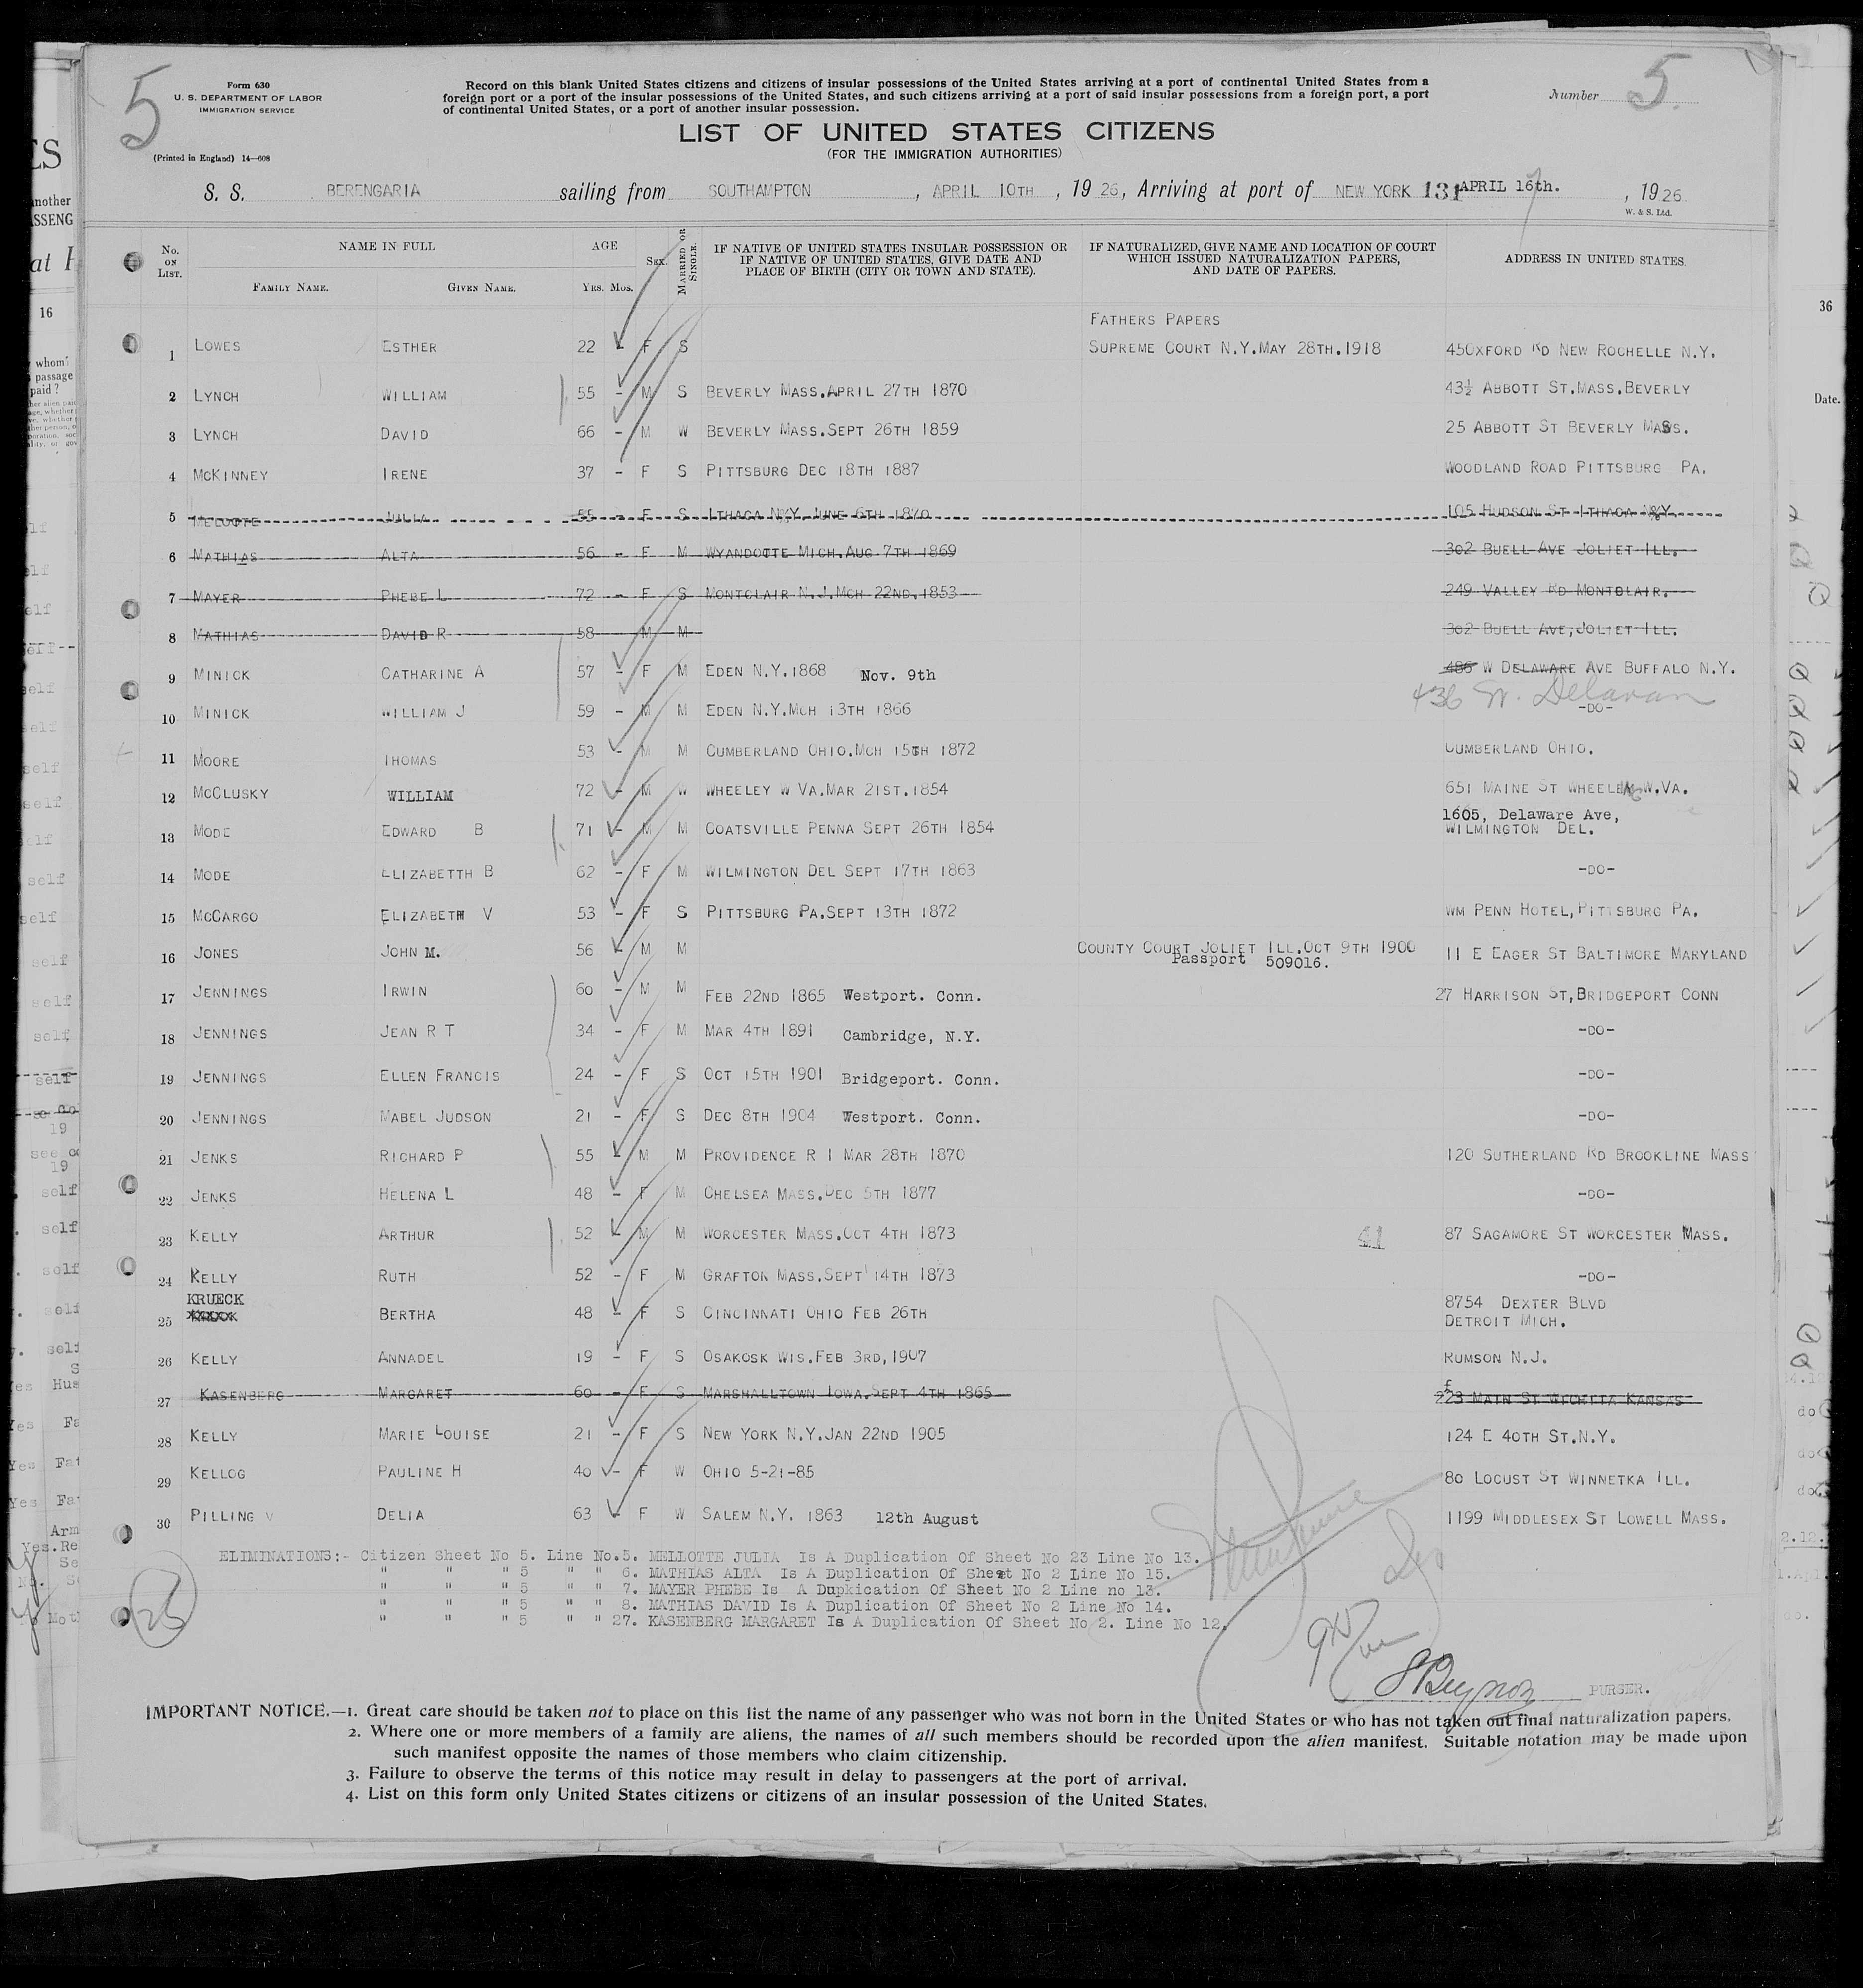 5
Form 630
U. S. DEPARTMENT OF LABOR
IMMIGRATION SERVICE
(Printed in England) 14—608
Record on this blank United States citizens and citizens of insular possessions of the United States arriving at a port of continental United States from a
foreign port or a port of the insular possessions of the United States, and such citizens arriving at a port of said insular possessions from a foreign port, a port
of continental United States, or a port of another insular possession.
Number 5.
LIST OF UNITED STATES CITIZENS
(FOR THE IMMIGRATION AUTHORITIES)
S. S. BERENGARIA sailing from SOUTHAMPTON, APRIL 10TH, 1926, Arriving at port of NEW YORK 131 APRIL 16th. 7, 1926
W. & S. Ltd.
No. ON LIST. NAME IN FULL AGE SEX. MARRIED OR SINGLE. IF NATIVE OF UNITED STATES INSULAR POSSESSION OR IF NATIVE OF UNITED STATES, GIVE DATE AND PLACE OF BIRTH (CITY OR TOWN AND STATE). IF NATURALIZED, GIVE NAME AND LOCATION OF COURT WHICH ISSUED NATURALIZATION PAPERS, AND DATE OF PAPERS. ADDRESS IN UNITED STATES.
FAMILY NAME. GIVEN NAME. YRS. MOS.
FATHERS PAPERS
1 LOWES ESTHER 22 - F S SUPREME COURT N.Y.MAY 28TH.1918 45OXFORD RD NEW ROCHELLE N.Y.
2 LYNCH WILLIAM 55 - M S BEVERLY MASS.APRIL 27TH 1870 43½ ABBOTT ST.MASS.BEVERLY
3 LYNCH DAVID 66 - M W BEVERLY MASS.SEPT 26TH 1859 25 ABBOTT ST BEVERLY MASS.
4 MCKINNEY IRENE 37 - F S PITTSBURG DEC 18TH 1887 WOODLAND ROAD PITTSBURG PA.
5 MELOOTE JULIA 55 - F S ITHACA N.Y. JUNE 6TH 1870 105 HUDSON ST ITHACA N.Y.
6 MATHIAS ALTA 56 - F M WYANDOTTE MICH.AUG 7TH 1869 302 BUELL AVE JOLIET ILL.
7 MAYER PHEBE L 72 - F S MONTCLAIR N.J.MCH 22ND.1853 249 VALLEY RD MONTCLAIR.
8 MATHIAS DAVID R 58 M M 302 BUELL AVE,JOLIET ILL.
9 MINICK CATHARINE A 57 - F M EDEN N.Y.1868 Nov. 9th 486 W DELAWARE AVE BUFFALO N.Y.
436 W. Delavan
10 MINICK WILLIAM J 59 - M M EDEN N.Y.MCH 13TH 1866 -DO-
11 MOORE THOMAS 53 - M M CUMBERLAND OHIO.MCH 15TH 1872 CUMBERLAND OHIO.
12 MCCLUSKY WILLIAM 72 - M W WHEELEY W VA.MAR 21ST.1854 651 MAINE ST WHEELING W.VA.
1605, Delaware Ave,
13 MODE EDWARD B 71 - M M COATSVILLE PENNA SEPT 26TH 1854 WILMINGTON DEL.
14 MODE ELIZABETTH B 62 - F M WILMINGTON DEL SEPT 17TH 1863 -DO-
15 MCCARGO ELIZABETH V 53 - F S PITTSBURG PA.SEPT 13TH 1872 WM PENN HOTEL,PITTSBURG PA.
16 JONES JOHN M. 56 - M M COUNTY COURT JOLIET ILL.OCT 9TH 1900 11 E EAGER ST BALTIMORE MARYLAND
Passport 509016.
17 JENNINGS IRWIN 60 - M M FEB 22ND 1865 Westport. Conn. 27 HARRISON ST,BRIDGEPORT CONN
18 JENNINGS JEAN R T 34 - F M MAR 4TH 1891 Cambridge, N.Y. -DO-
19 JENNINGS ELLEN FRANCIS 24 - F S OCT 15TH 1901 Bridgeport. Conn. -DO-
20 JENNINGS MABEL JUDSON 21 - F S DEC 8TH 1904 Westport. Conn. -DO-
21 JENKS RICHARD P 55 - M M PROVIDENCE R I MAR 28TH 1870 120 SUTHERLAND RD BROOKLINE MASS
22 JENKS HELENA L 48 - F M CHELSEA MASS.DEC 5TH 1877 -DO-
23 KELLY ARTHUR 52 - M M WORCESTER MASS.OCT 4TH 1873 41 87 SAGAMORE ST WORCESTER MASS.
24 KELLY RUTH 52 - F M GRAFTON MASS.SEPT 14TH 1873 -DO-
KRUECK 8754 DEXTER BLVD
25 BERTHA 48 - F S CINCINNATI OHIO FEB 26TH DETROIT MICH.
26 KELLY ANNADEL 19 - F S OSAKOSK WIS.FEB 3RD,1907 RUMSON N.J.
27 KASENBERG MARGARET 60 - F S MARSHALLTOWN IOWA.SEPT 4TH 1865 223 MAIN ST WICHITA KANSAS
28 KELLY MARIE LOUISE 21 - F S NEW YORK N.Y.JAN 22ND 1905 124 E 40TH ST.N.Y.
29 KELLOG PAULINE H 40 - F W OHIO 5-21-85 80 LOCUST ST WINNETKA ILL.
30 PILLING DELIA 63 - F W SALEM N.Y. 1863 12th August 1199 MIDDLESEX ST LOWELL MASS.
ELIMINATIONS:- Citizen Sheet No 5. Line No.5. MELLOTTE JULIA Is A Duplication Of Sheet No 23 Line No 13.
" " " 5 " " 6. MATHIAS ALTA Is A Duplication Of Sheet No 2 Line No 15.
" " " 5 " " 7. MAYER PHEBE Is A Dupkication Of Sheet No 2 Line no 13.
" " " 5 " " 8. MATHIAS DAVID Is A Duplication Of Sheet No 2 Line No 14.
" " " 5 " " 27. KASENBERG MARGARET Is A Duplication Of Sheet No 2. Line No 12.
25
PURSER.
IMPORTANT NOTICE.—1. Great care should be taken not to place on this list the name of any passenger who was not born in the United States or who has not taken out final naturalization papers.
2. Where one or more members of a family are aliens, the names of all such members should be recorded upon the alien manifest. Suitable notation may be made upon
such manifest opposite the names of those members who claim citizenship.
3. Failure to observe the terms of this notice may result in delay to passengers at the port of arrival.
4. List on this form only United States citizens or citizens of an insular possession of the United States.